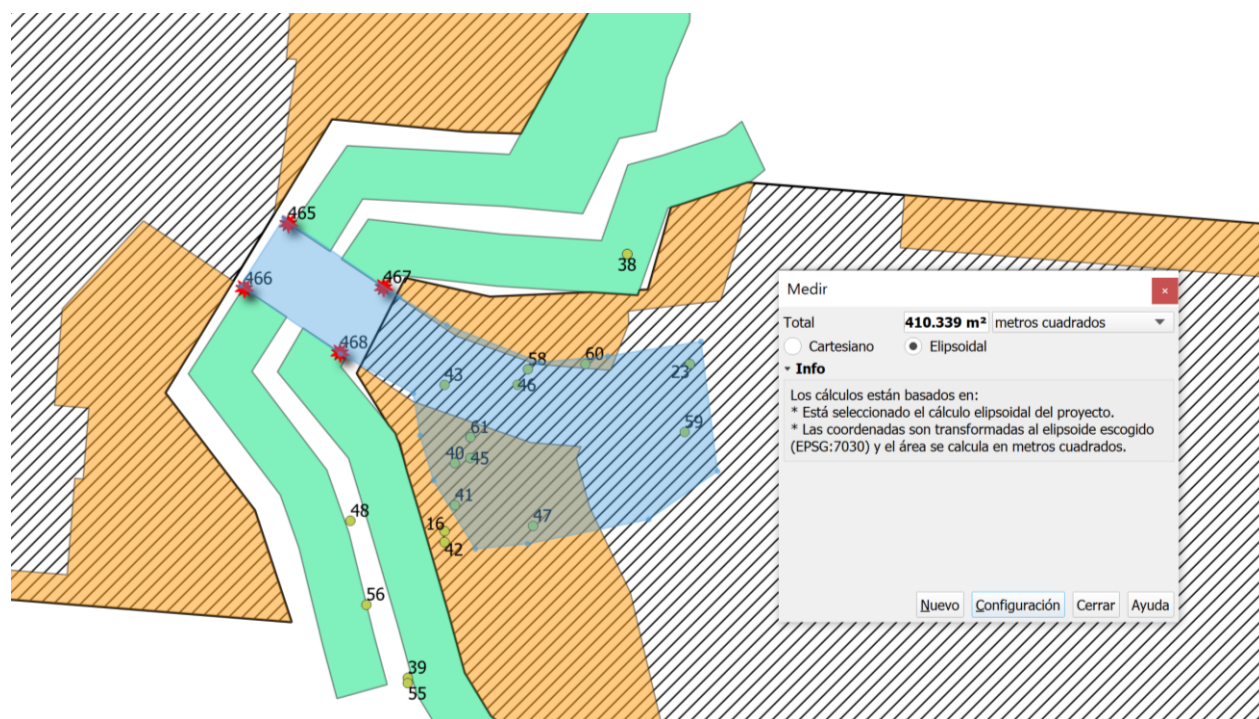 465
467
466
468
38
58
60
23
43
46
59
61
40
45
41
47
16
42
48
56
39
55
Medir
×
Total 410.339 m² metros cuadrados
Cartesiano Elipsoidal
Info
Los cálculos están basados en:
* Está seleccionado el cálculo elipsoidal del proyecto.
* Las coordenadas son transformadas al elipsoide escogido
(EPSG:7030) y el área se calcula en metros cuadrados.
Nuevo Configuración Cerrar Ayuda